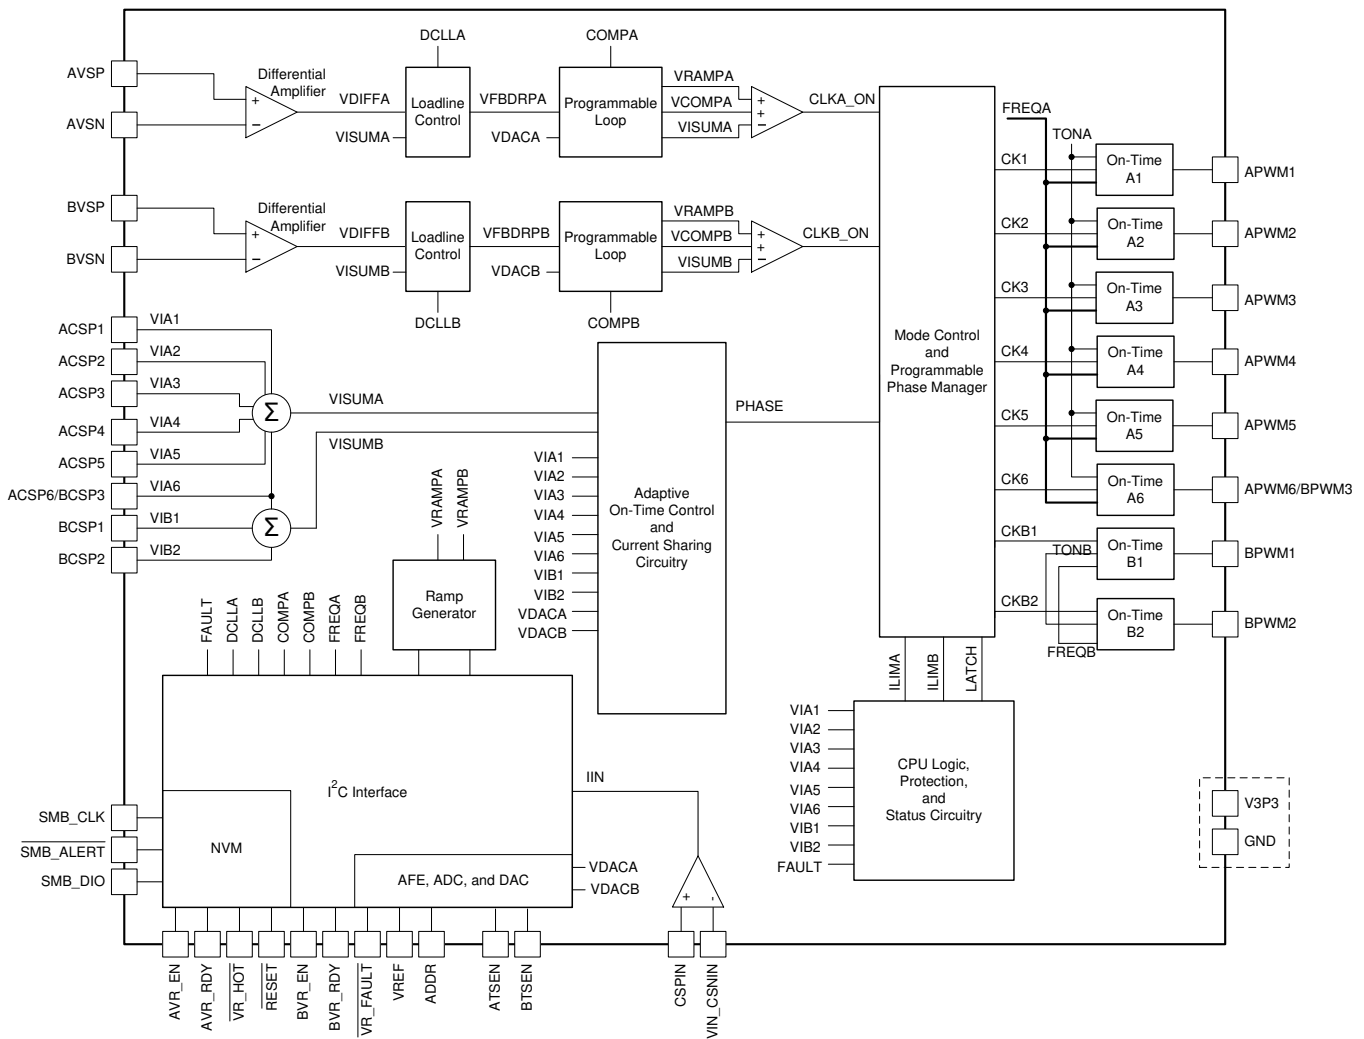 DCLLA
COMPA
AVSP
AVSN
Differential
Amplifier
+
−
VDIFFA
VISUMA
Loadline
Control
VFBDRPA
VDACA
Programmable
Loop
VRAMPA
VCOMPA
VISUMA
+
+
−
CLKA_ON
BVSP
BVSN
Differential
Amplifier
+
−
VDIFFB
VISUMB
Loadline
Control
DCLLB
VFBDRPB
VDACB
Programmable
Loop
COMPB
VRAMPB
VCOMPB
VISUMB
+
+
−
CLKB_ON
ACSP1
VIA1
ACSP2
VIA2
ACSP3
VIA3
ACSP4
VIA4
ACSP5
VIA5
ACSP6/BCSP3
VIA6
BCSP1
VIB1
BCSP2
VIB2
Σ
Σ
VISUMA
VISUMB
VIA1
VIA2
VIA3
VIA4
VIA5
VIA6
VIB1
VIB2
VDACA
VDACB
Adaptive
On-Time Control
and
Current Sharing
Circuitry
PHASE
Mode Control
and
Programmable
Phase Manager
FREQA
TONA
CK1
On-Time
A1
APWM1
CK2
On-Time
A2
APWM2
CK3
On-Time
A3
APWM3
CK4
On-Time
A4
APWM4
CK5
On-Time
A5
APWM5
CK6
On-Time
A6
APWM6/BPWM3
CKB1
TONB
On-Time
B1
BPWM1
CKB2
On-Time
B2
BPWM2
FREQB
VRAMPA
VRAMPB
Ramp
Generator
FAULT
DCLLA
DCLLB
COMPA
COMPB
FREQA
FREQB
I2C Interface
NVM
AFE, ADC, and DAC
SMB_CLK
SMB_ALERT
SMB_DIO
IIN
VDACA
VDACB
+
-
ILIMA
ILIMB
LATCH
VIA1
VIA2
VIA3
VIA4
VIA5
VIA6
VIB1
VIB2
FAULT
CPU Logic,
Protection,
and
Status Circuitry
V3P3
GND
AVR_EN
AVR_RDY
VR_HOT
RESET
BVR_EN
BVR_RDY
VR_FAULT
VREF
ADDR
ATSEN
BTSEN
CSPIN
VIN_CSNIN